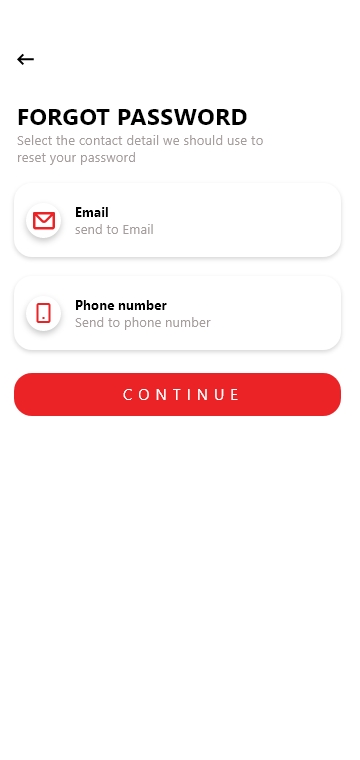 FORGOT PASSWORD
Select the contact detail we should use to
reset your password
Email
send to Email
Phone number
Send to phone number
CONTINUE